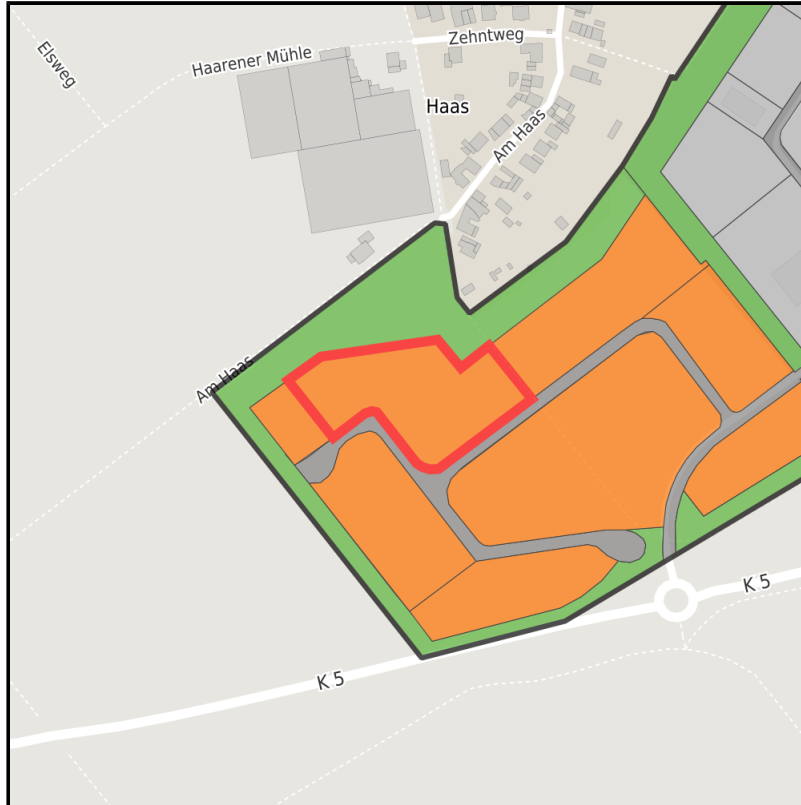 Elsweg
Haarener Mühle
Zehntweg
Haas
Am Haas
Am Haas
K 5
K 5